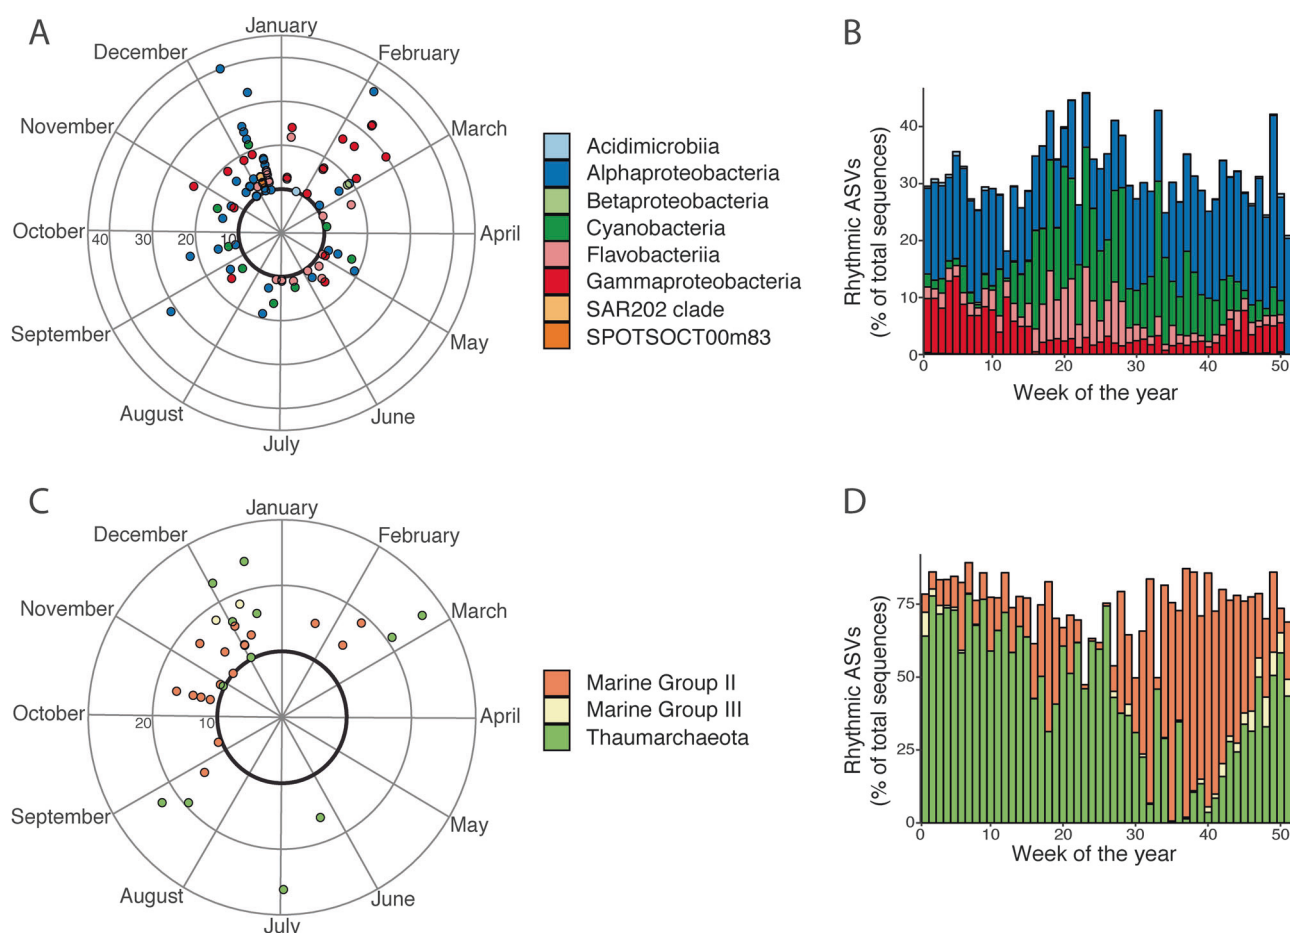 A
January
December
February
November
March
October
40
30
20
10
April
September
May
August
June
July
Acidimicrobiia
Alphaproteobacteria
Betaproteobacteria
Cyanobacteria
Flavobacteriia
Gammaproteobacteria
SAR202 clade
SPOTSOCT00m83
B
Rhythmic ASVs
(% of total sequences)
40
30
20
10
0
0
10
20
30
40
50
Week of the year
C
January
December
February
November
March
October
20
10
April
September
May
August
June
July
Marine Group II
Marine Group III
Thaumarchaeota
D
Rhythmic ASVs
(% of total sequences)
75
50
25
0
0
10
20
30
40
50
Week of the year